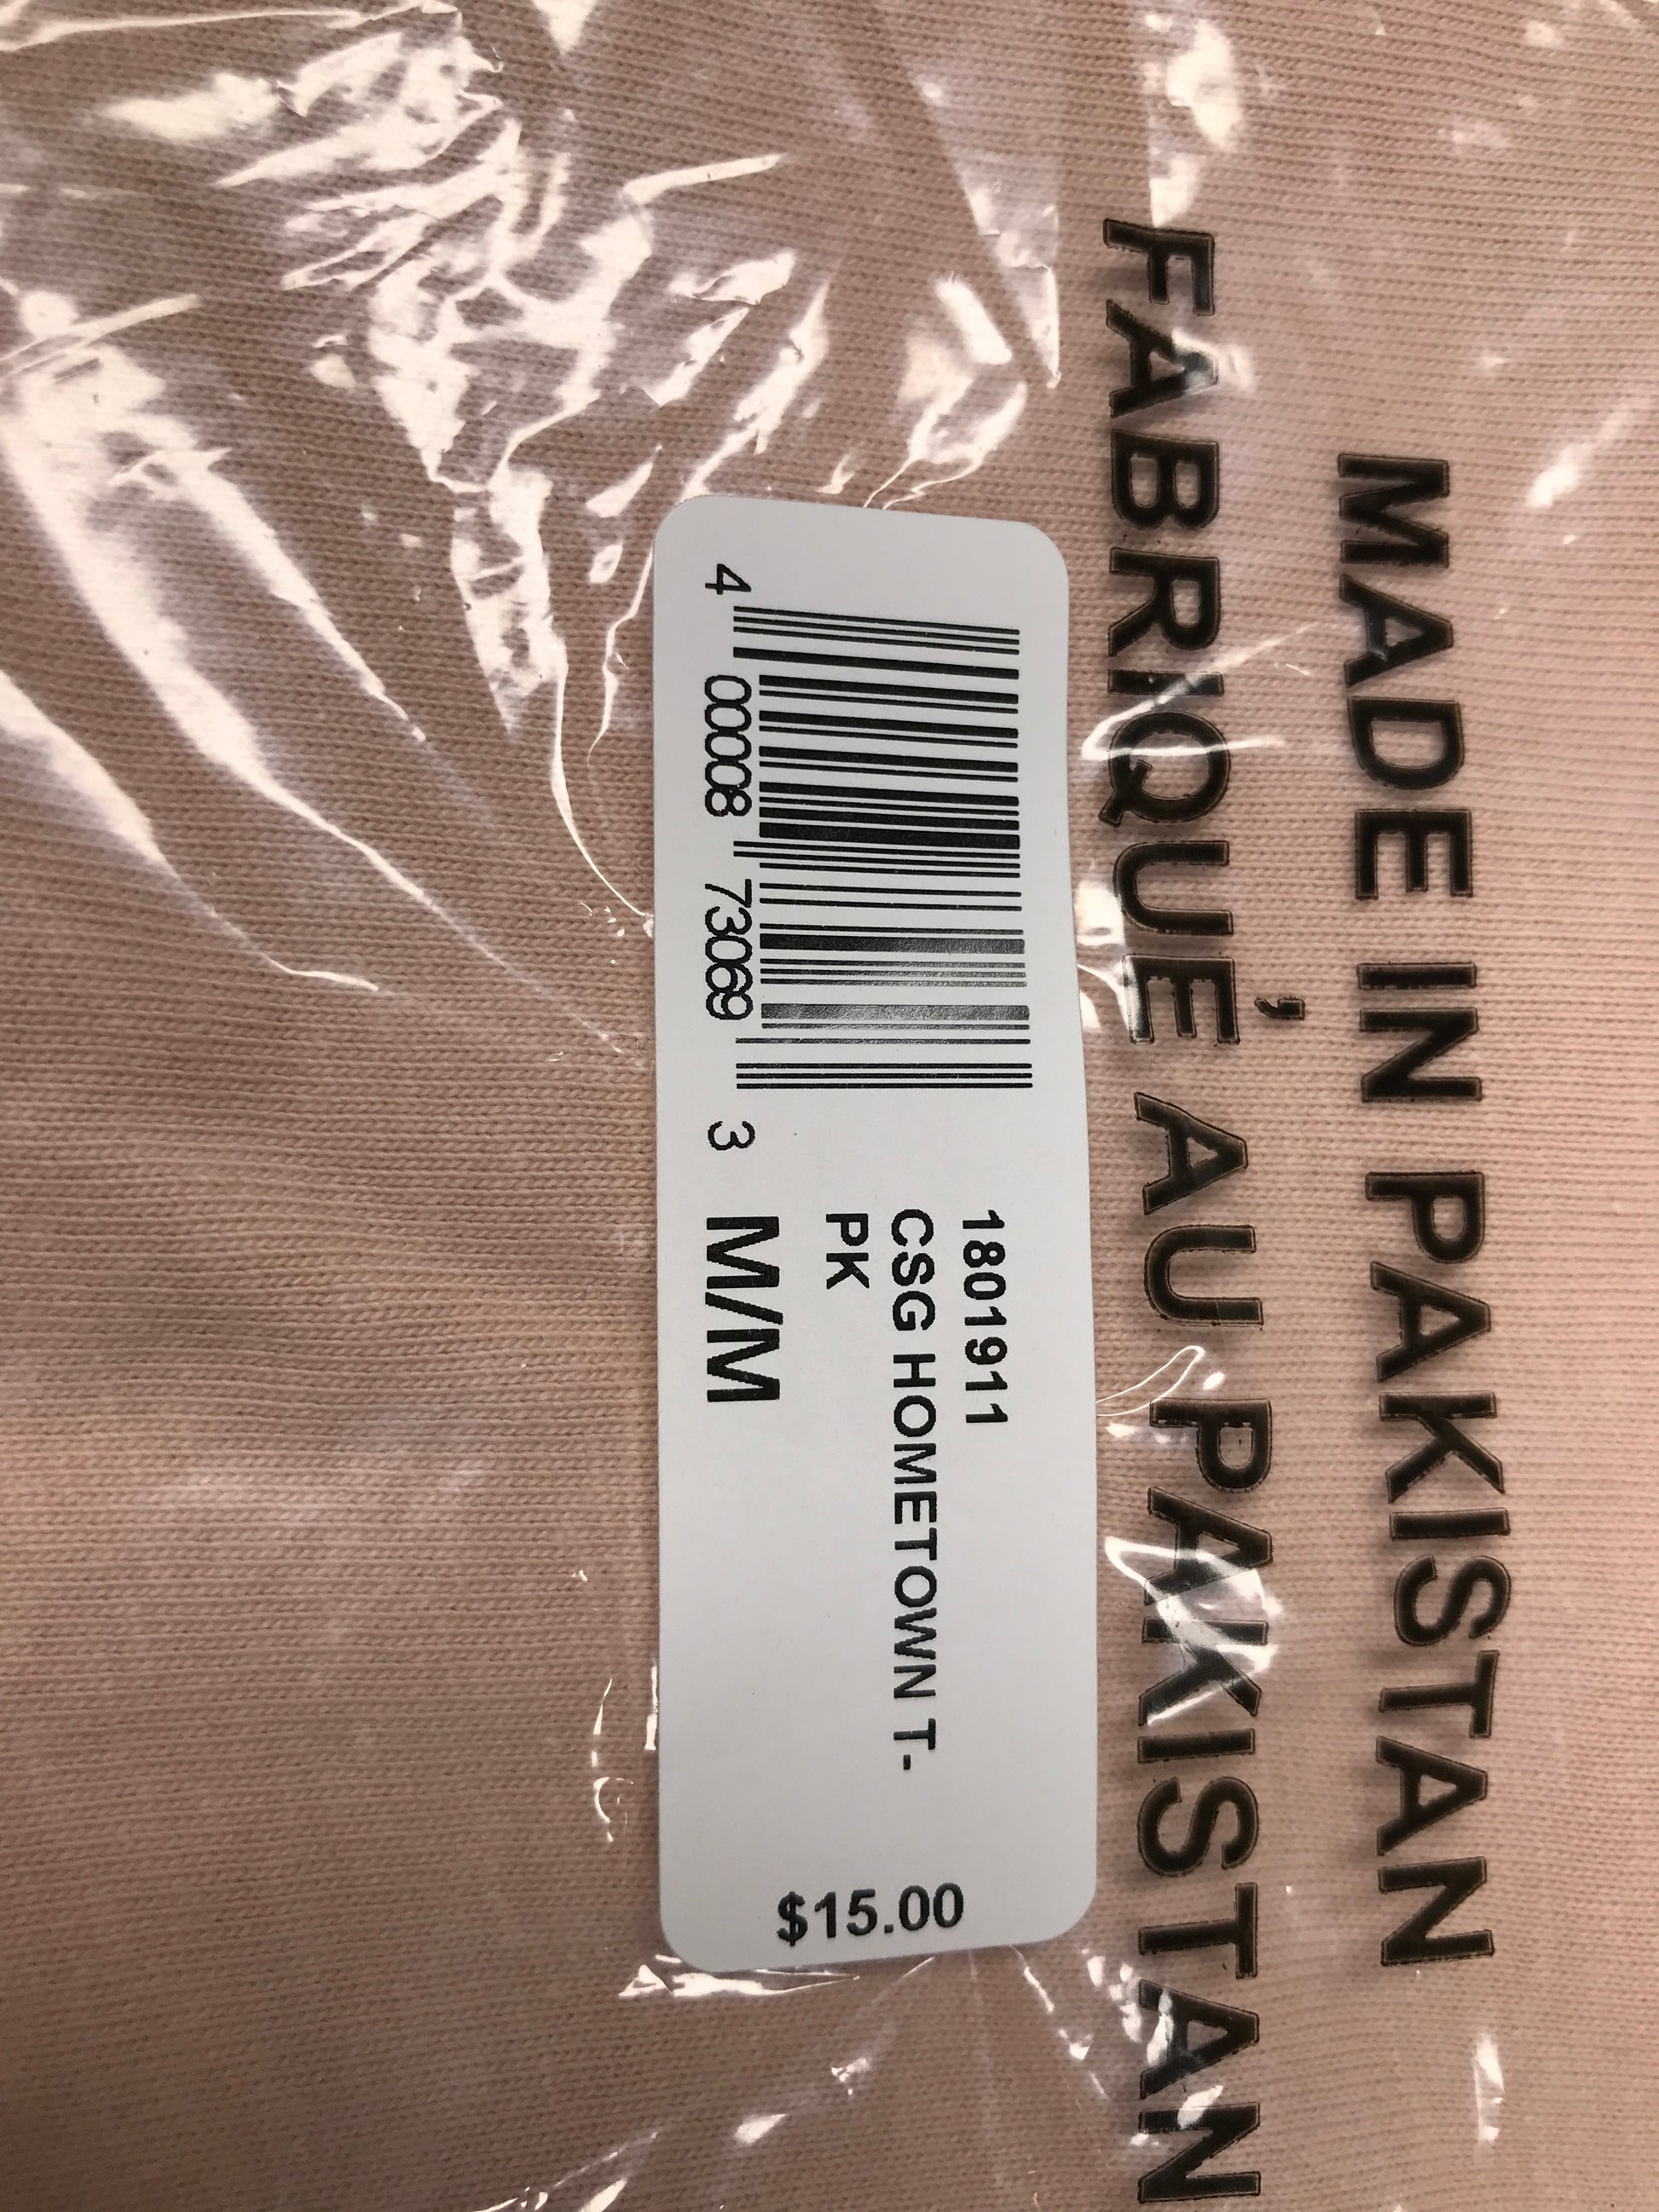 MADE IN PAKISTAN
FABRIQUÉ AU PAKISTAN
1801911
CSG HOMETOWN T-
PK
M/M
4 00008 73069 3
$15.00